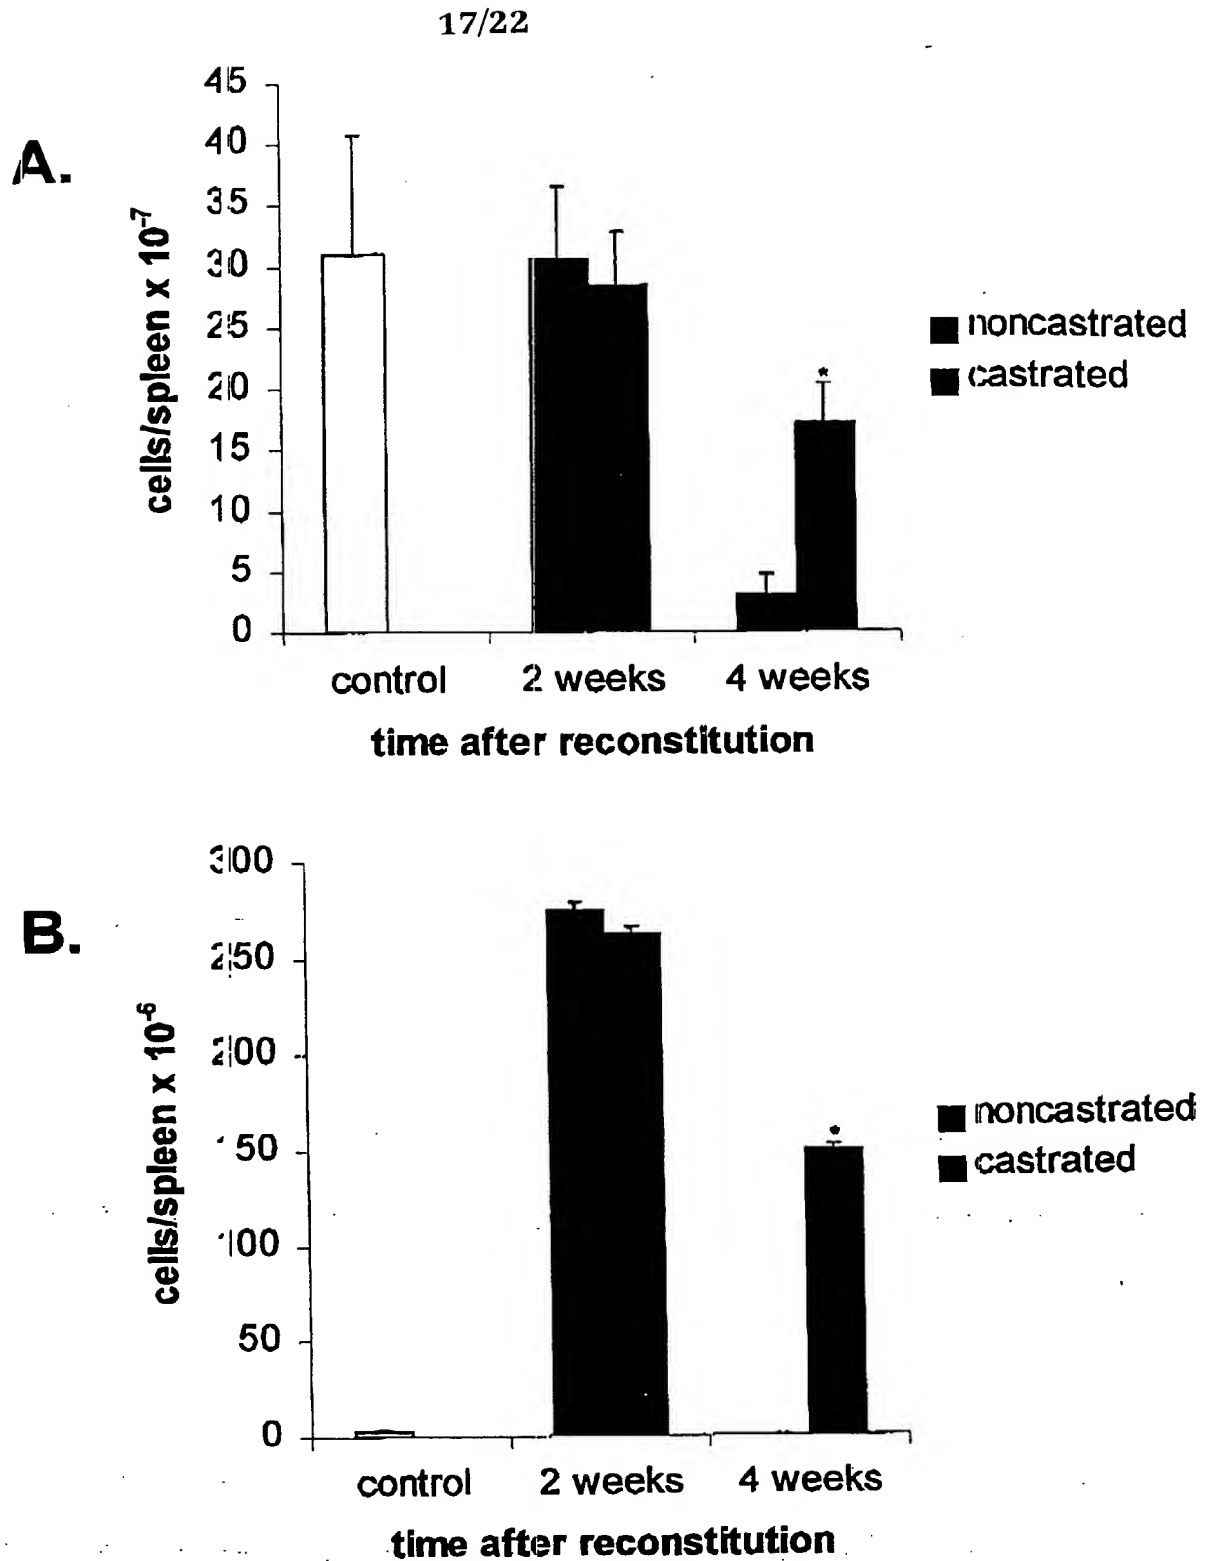 17/22
A.
45
40
35
30
25
20
15
10
5
0
cells/spleen x 10⁻⁷
*
noncastrated
castrated
control 2 weeks 4 weeks
time after reconstitution
B.
300
250
200
150
100
50
0
cells/spleen x 10⁻⁶
*
noncastrated
castrated
control 2 weeks 4 weeks
time after reconstitution